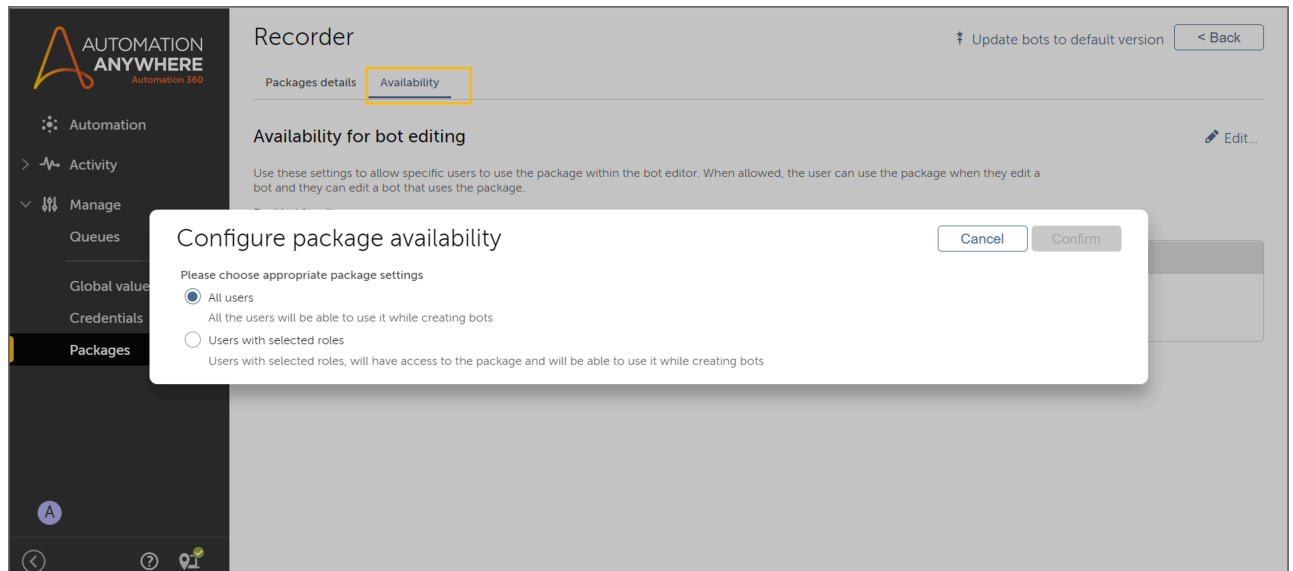 AUTOMATION
ANYWHERE
Automation 360
Automation
Activity
Manage
Queues
Global value
Credentials
Packages
A
Recorder
Update bots to default version
< Back
Packages details
Availability
Availability for bot editing
Edit...
Use these settings to allow specific users to use the package within the bot editor. When allowed, the user can use the package when they edit a
bot and they can edit a bot that uses the package.
Configure package availability
Cancel
Confirm
Please choose appropriate package settings
All users
All the users will be able to use it while creating bots
Users with selected roles
Users with selected roles, will have access to the package and will be able to use it while creating bots